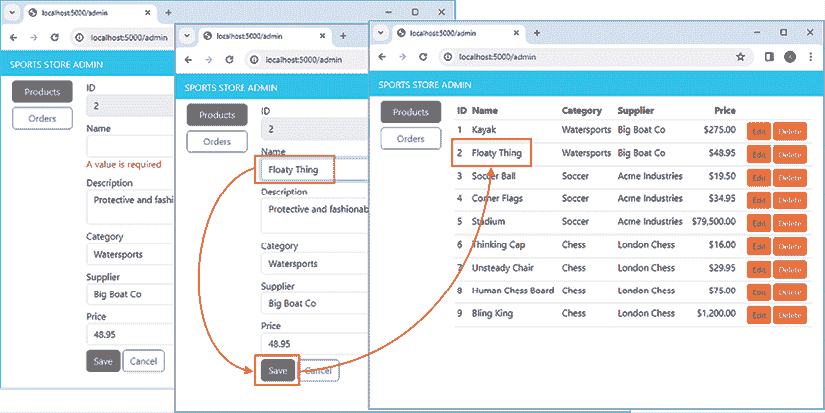 localhost:5000/admin
localhost:5000/admin
SPORTS STORE ADMIN
Products
Orders
ID
2
Name
A value is required
Description
Protective and fashi
Category
Watersports
Supplier
Big Boat Co
Price
48.95
Save Cancel
localhost:5000/admin
localhost:5000/admin
SPORTS STORE ADMIN
Products
Orders
ID
2
Name
Floaty Thing
Description
Protective and fashionab
Category
Watersports
Supplier
Big Boat Co
Price
48.95
Save Cancel
localhost:5000/admin
localhost:5000/admin
SPORTS STORE ADMIN
Products
Orders
ID Name Category Supplier Price
1 Kayak Watersports Big Boat Co $275.00 Edit Delete
2 Floaty Thing Watersports Big Boat Co $48.95 Edit Delete
3 Soccer Ball Soccer Acme Industries $19.50 Edit Delete
4 Corner Flags Soccer Acme Industries $34.95 Edit Delete
5 Stadium Soccer Acme Industries $79,500.00 Edit Delete
6 Thinking Cap Chess London Chess $16.00 Edit Delete
7 Unsteady Chair Chess London Chess $29.95 Edit Delete
8 Human Chess Board Chess London Chess $75.00 Edit Delete
9 Bling King Chess London Chess $1,200.00 Edit Delete